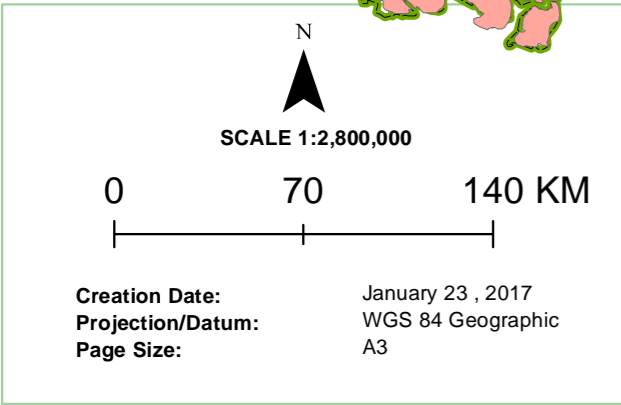 N
SCALE 1:2,800,000
0 70 140 KM
Creation Date: January 23 , 2017
Projection/Datum: WGS 84 Geographic
Page Size: A3